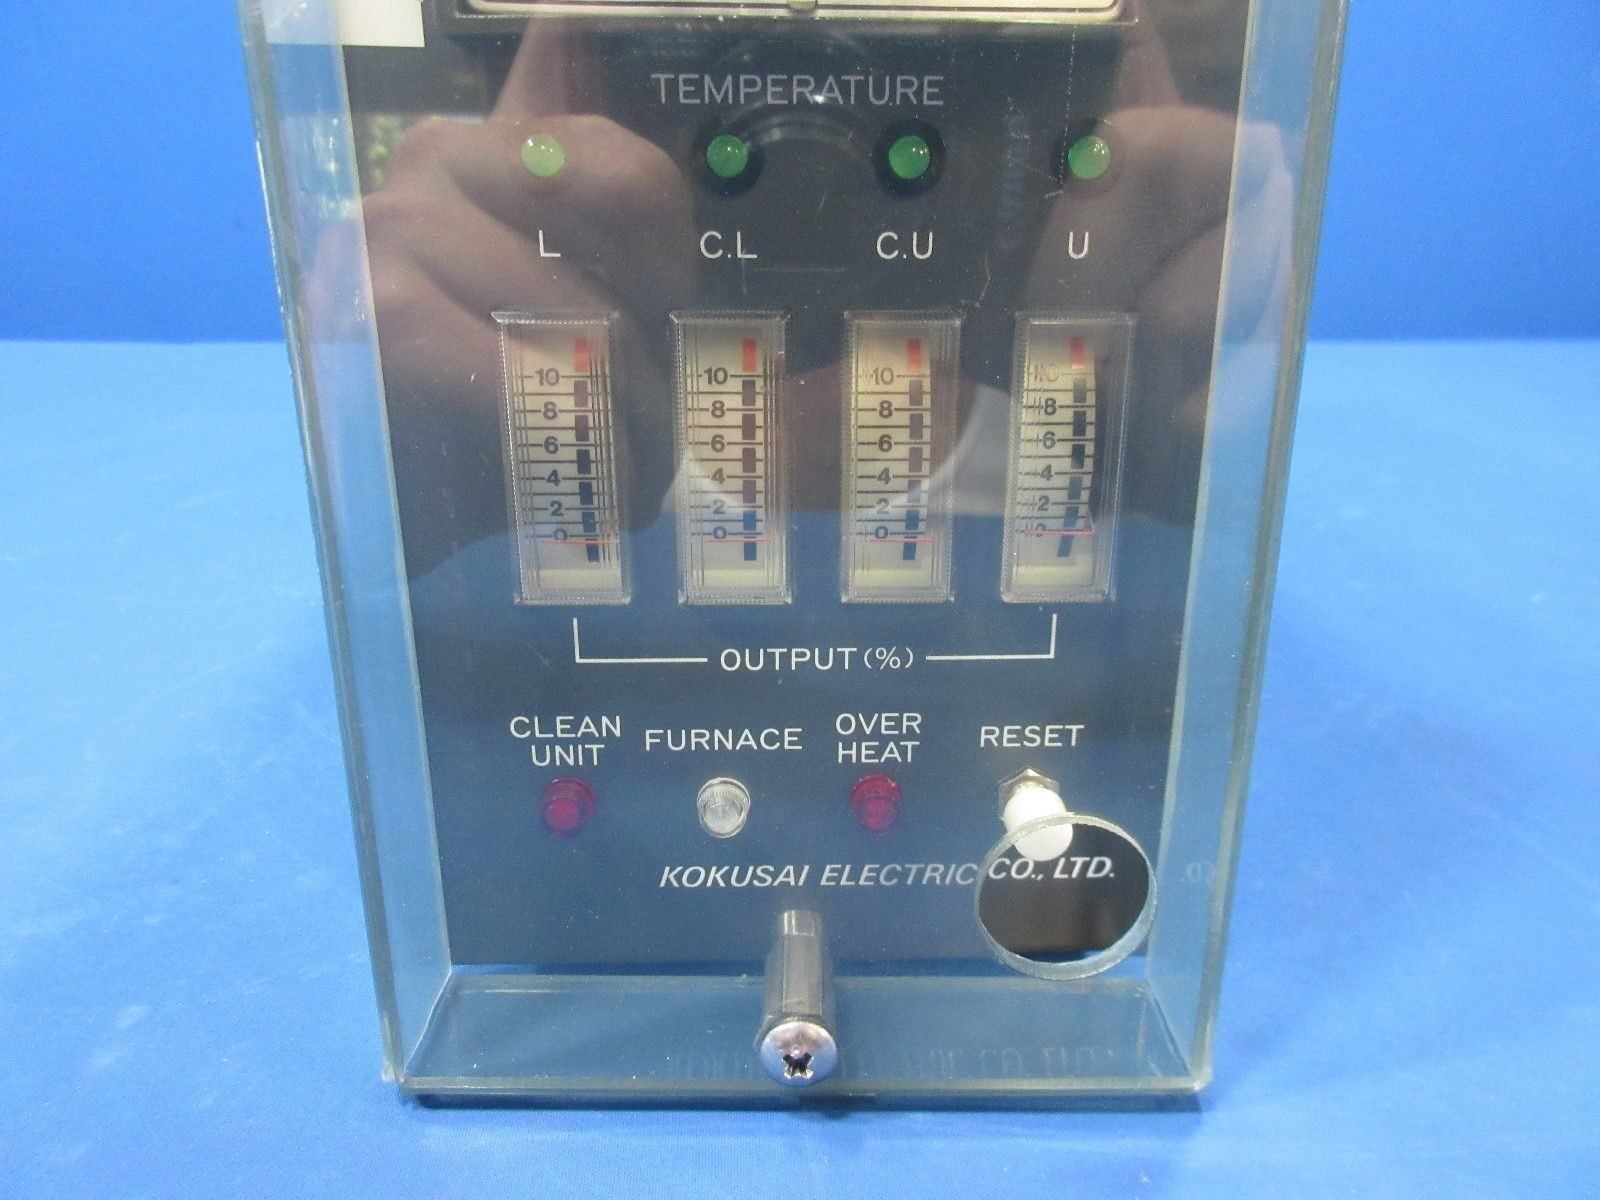 TEMPERATURE
L C.L C.U U
10 10 10 10
8 8 8 8
6 6 6 6
4 4 4 4
2 2 2 2
0 0 0 0
OUTPUT (%)
CLEAN UNIT
FURNACE
OVER HEAT
RESET
KOKUSAI ELECTRIC CO., LTD.